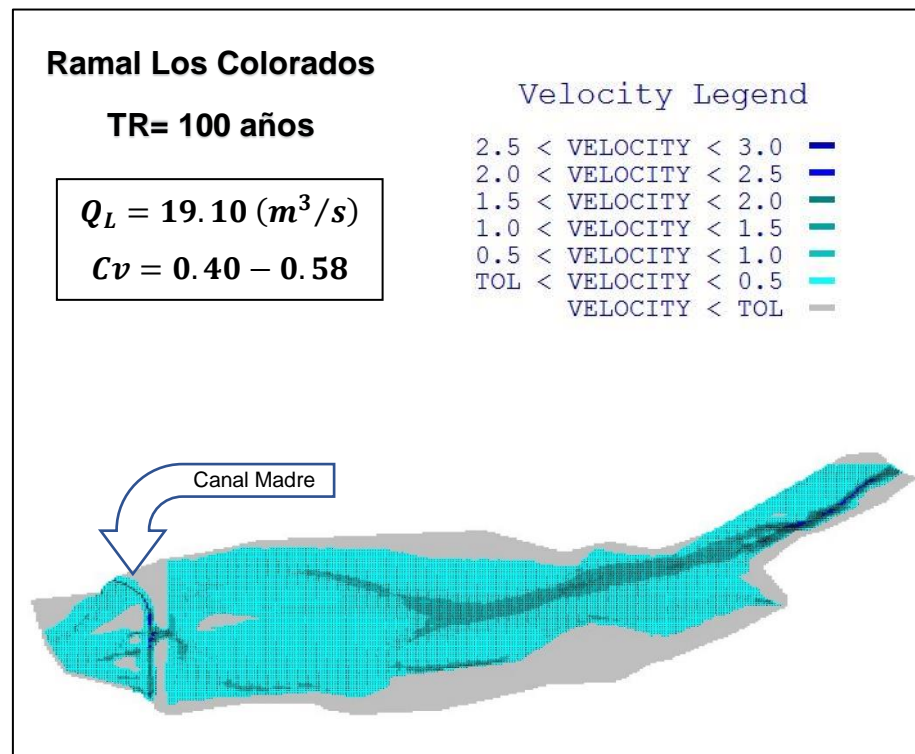 Ramal Los Colorados
TR= 100 años
Q_L = 19.10 (m³/s)
Cv = 0.40 − 0.58
Velocity Legend
2.5 < VELOCITY < 3.0
2.0 < VELOCITY < 2.5
1.5 < VELOCITY < 2.0
1.0 < VELOCITY < 1.5
0.5 < VELOCITY < 1.0
TOL < VELOCITY < 0.5
VELOCITY < TOL
Canal Madre